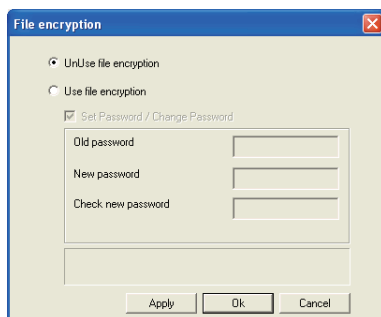 File encryption
UnUse file encryption
Use file encryption
Set Password / Change Password
Old password
New password
Check new password
Apply Ok Cancel